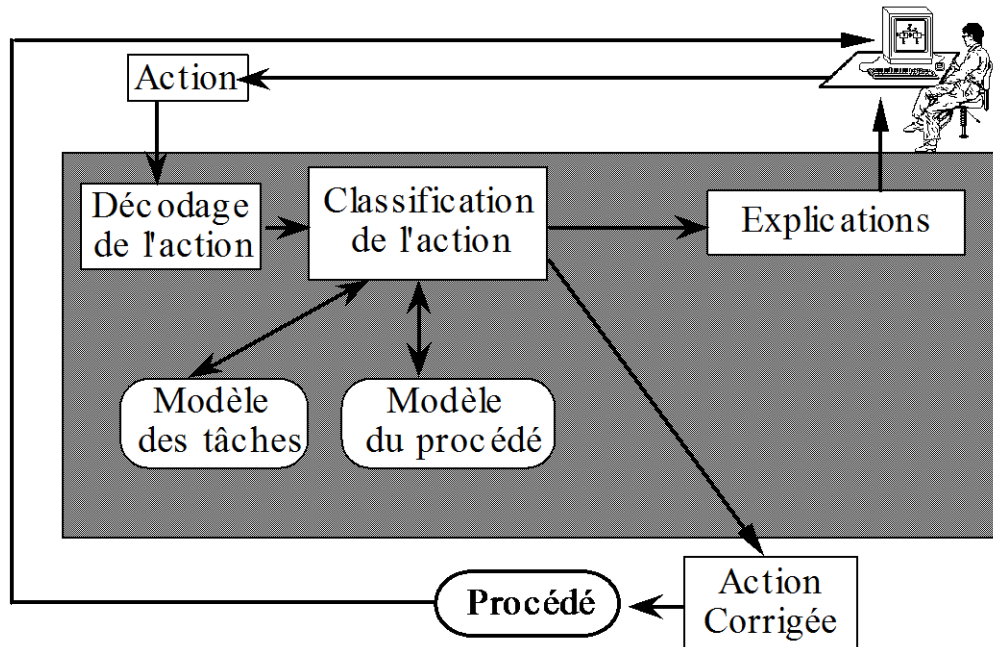 Action
Décodage
de l'action
Classification
de l'action
Explications
Modèle
des tâches
Modèle
du procédé
Procédé
Action
Corrigée